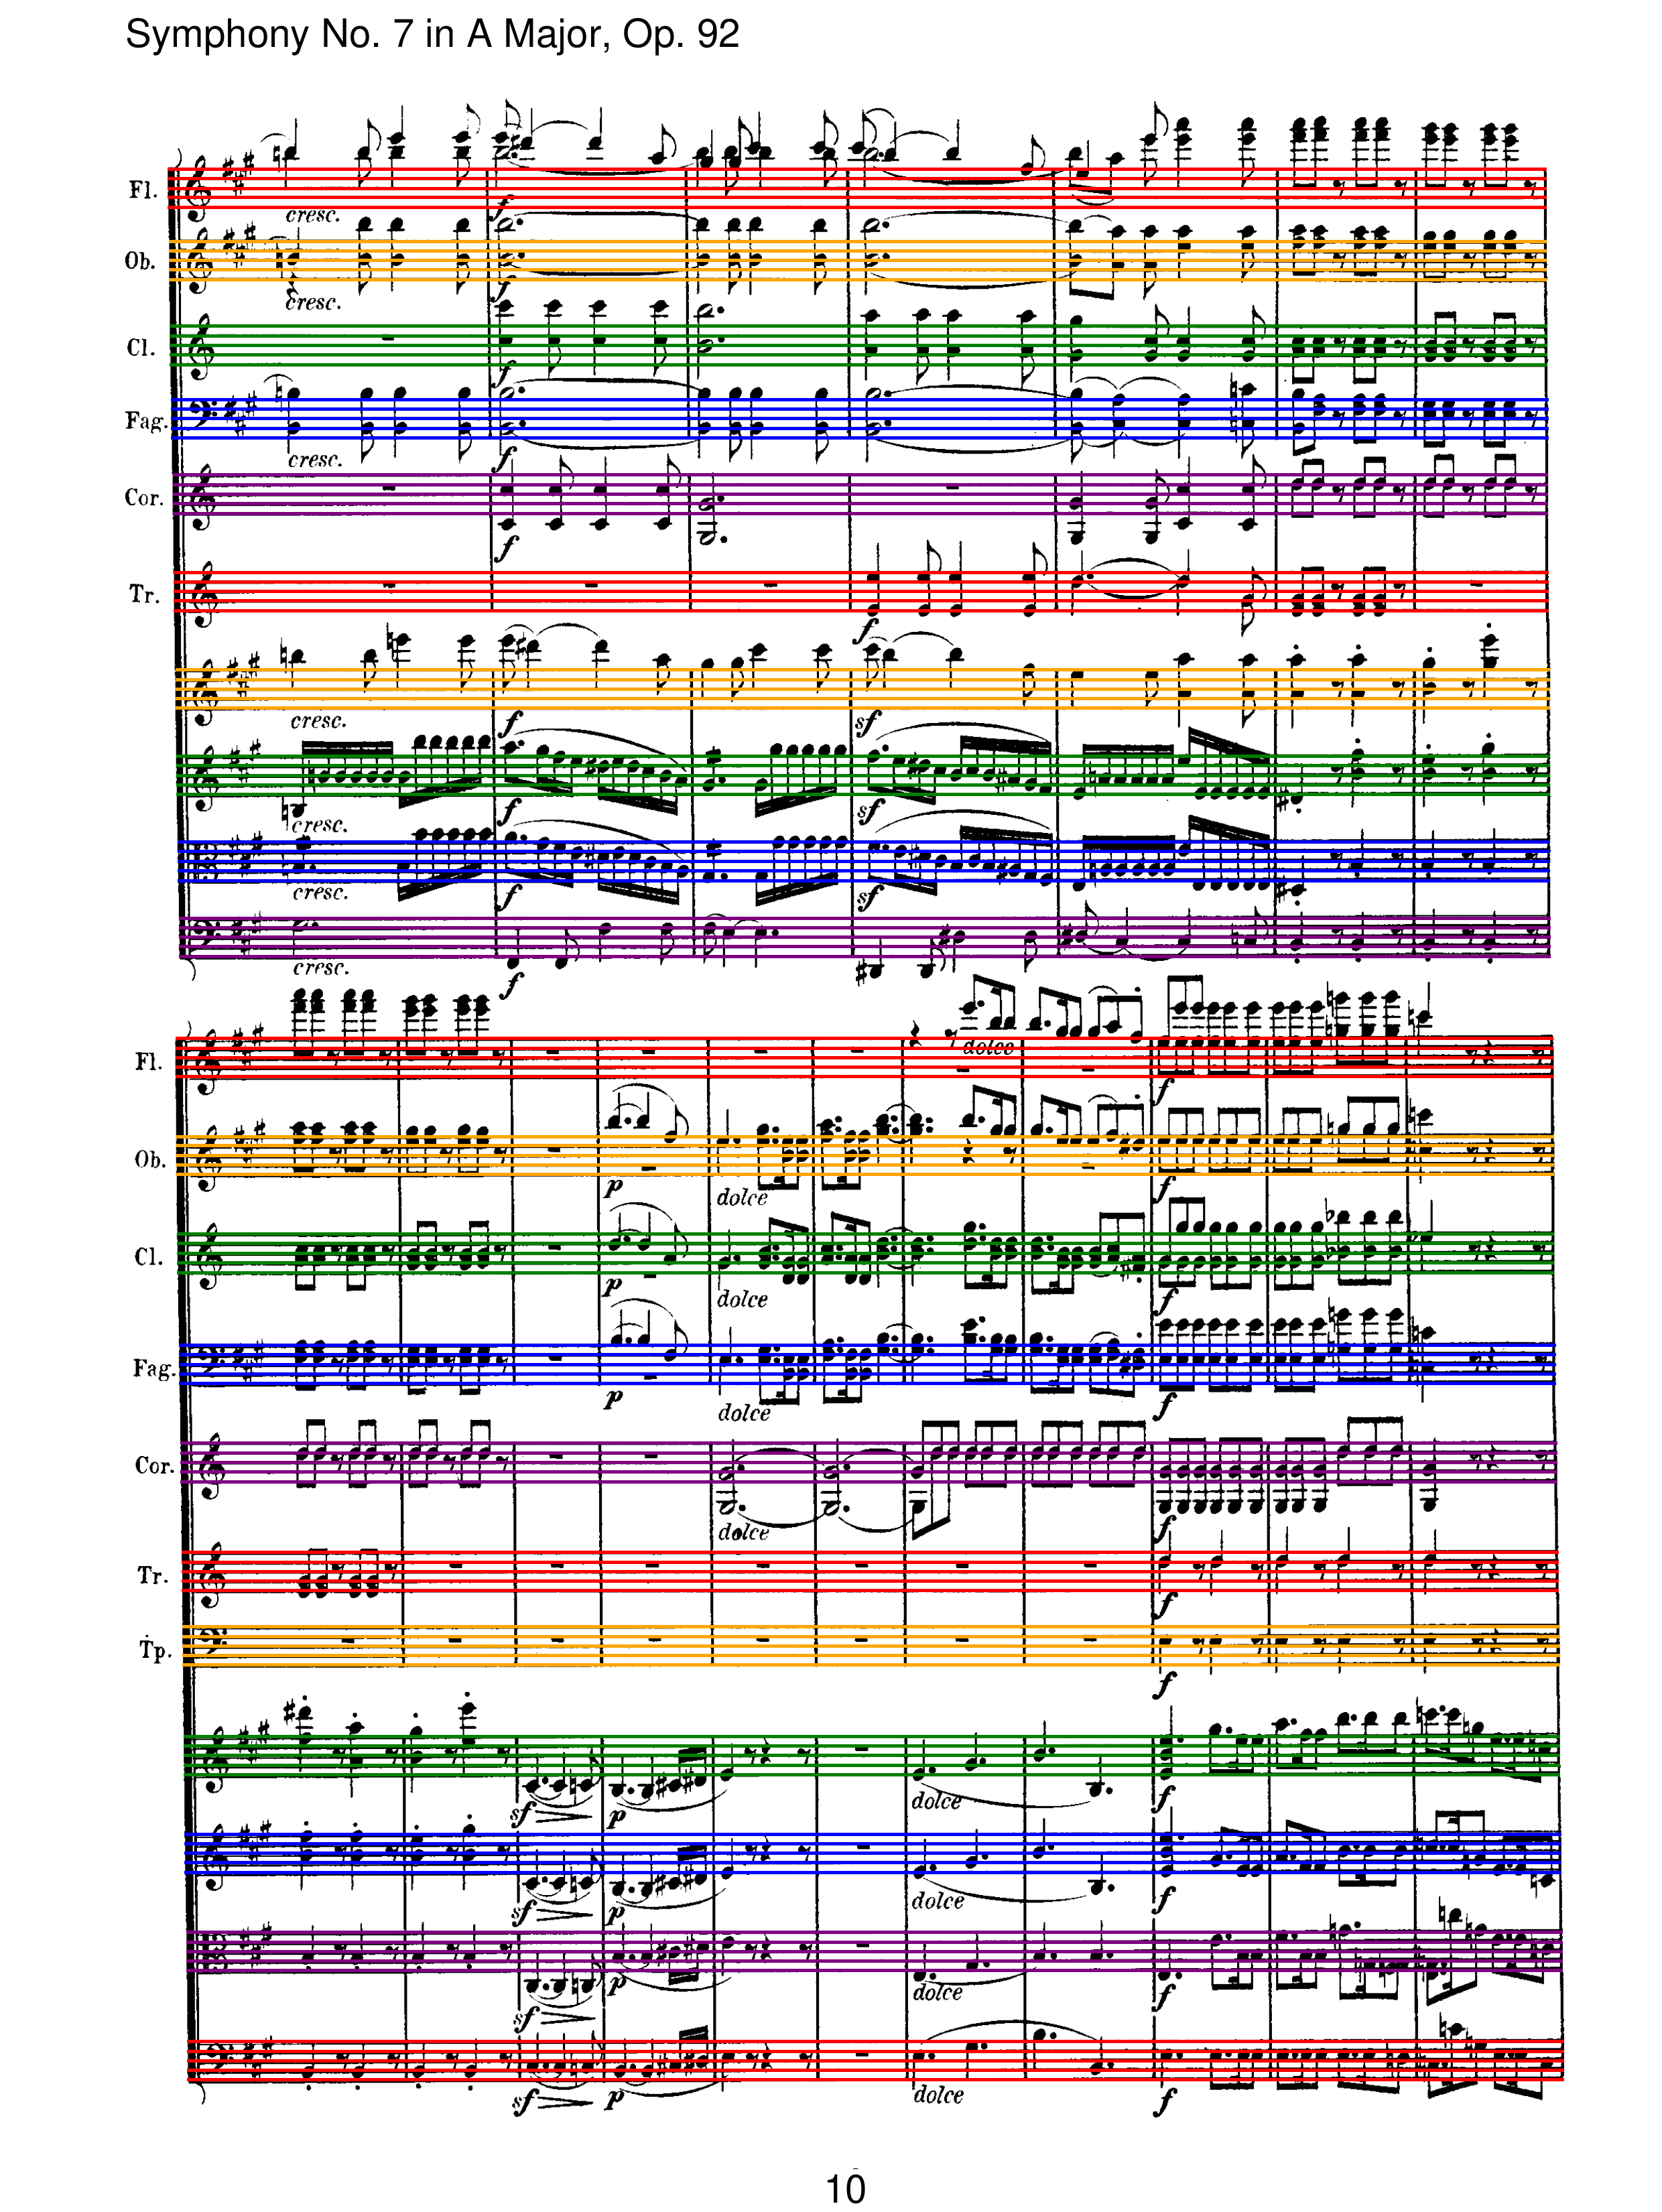 Symphony No. 7 in A Major, Op. 92
Fl.
cresc.
f
Ob.
cresc.
f
Cl.
f
Fag.
cresc.
f
Cor.
f
Tr.
f
cresc.
f
sf
cresc.
f
sf
cresc.
f
sf
cresc.
f
Fl.
dolce
f
Ob.
p
dolce
f
Cl.
p
dolce
f
Fag.
p
dolce
f
Cor.
dolce
f
Tr.
f
Tp.
f
sf
p
dolce
f
sf
p
dolce
f
sf
p
dolce
f
sf
p
dolce
f
10